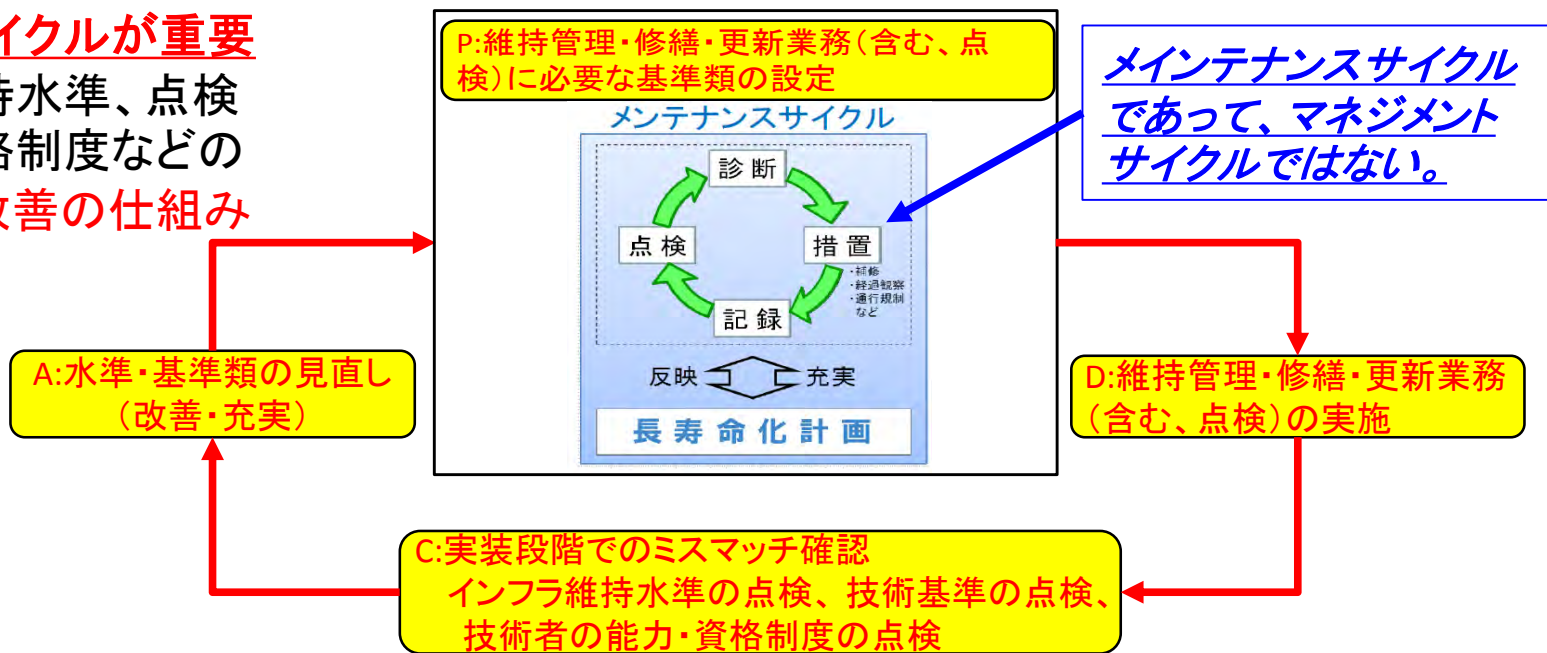 イクルが重要
持水準、点検
格制度などの
改善の仕組み
P:維持管理・修繕・更新業務（含む、点
検）に必要な基準類の設定
メンテナンスサイクル
診断
点検
措置
・補修
・経過観察
・通行規制
など
記録
反映
充実
長寿命化計画
メインテナンスサイクル
であって、マネジメント
サイクルではない。
A:水準・基準類の見直し
（改善・充実）
D:維持管理・修繕・更新業務
（含む、点検）の実施
C:実装段階でのミスマッチ確認
インフラ維持水準の点検、技術基準の点検、
技術者の能力・資格制度の点検